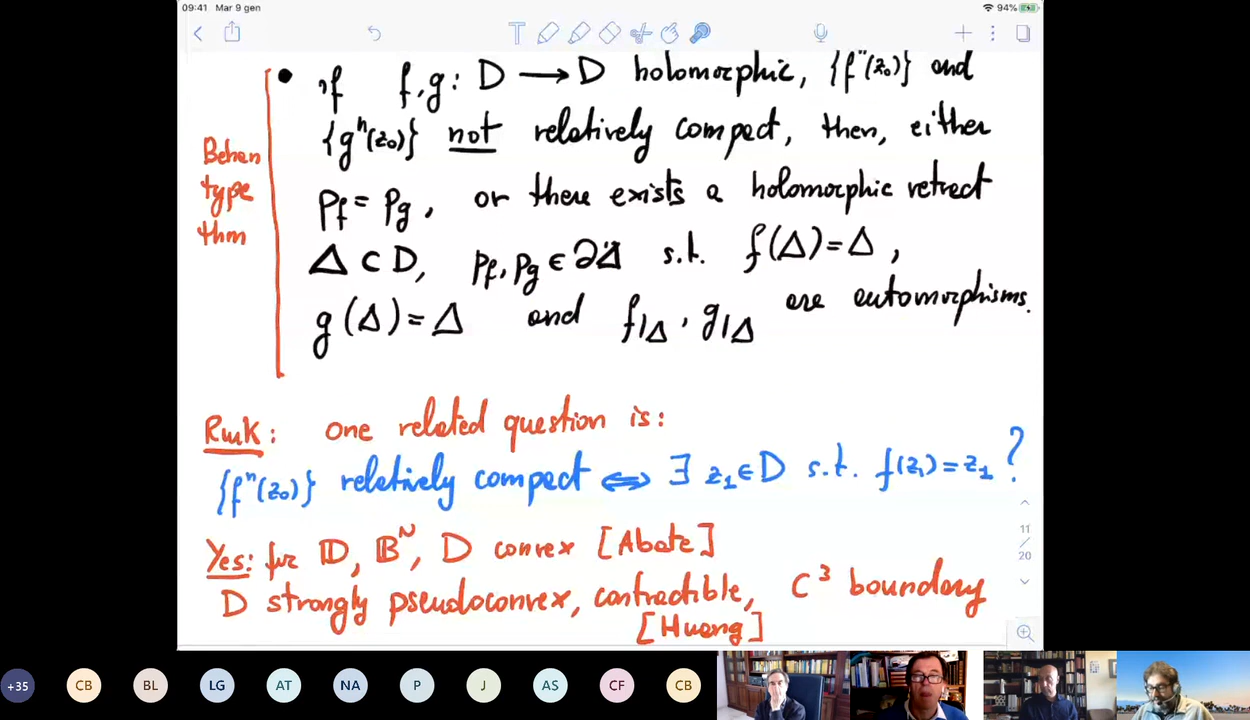 09:41 Mar 9 gen
94%
• if f,g: D → D holomorphic, {fⁿ(z₀)} and
{gⁿ(z₀)} not relatively compact, then, either
Behan type thm
pf = pg, or there exists a holomorphic retract
Δ ⊂ D, pf, pg ∈ ∂Δ s.t. f(Δ)=Δ,
g(Δ)=Δ and f|Δ, g|Δ are automorphisms.
Rmk: one related question is:
{fⁿ(z₀)} relatively compact ⇔ ∃ z₁∈D s.t. f(z₁)=z₁?
11
/
20
Yes: for 𝔻, 𝔹ᴺ, D convex [Abate]
D strongly pseudoconvex, contractible, C³ boundary
[Huang]
+35 CB BL LG AT NA P J AS CF CB